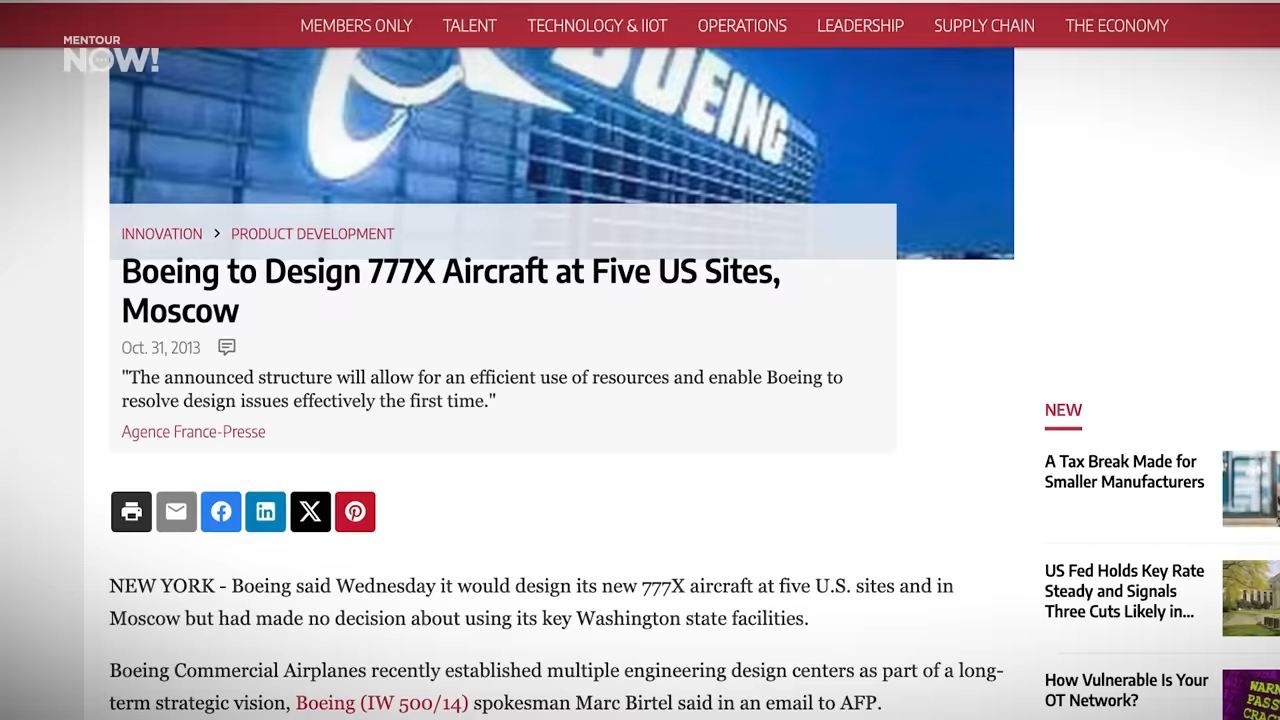 MEMBERS ONLY TALENT TECHNOLOGY & IIOT OPERATIONS LEADERSHIP SUPPLY CHAIN THE ECONOMY
MENTOUR
NOW!
BOEING
INNOVATION > PRODUCT DEVELOPMENT
Boeing to Design 777X Aircraft at Five US Sites,
Moscow
Oct. 31, 2013
"The announced structure will allow for an efficient use of resources and enable Boeing to
resolve design issues effectively the first time."
Agence France-Presse
NEW
A Tax Break Made for
Smaller Manufacturers
NEW YORK - Boeing said Wednesday it would design its new 777X aircraft at five U.S. sites and in
Moscow but had made no decision about using its key Washington state facilities.
US Fed Holds Key Rate
Steady and Signals
Three Cuts Likely in...
Boeing Commercial Airplanes recently established multiple engineering design centers as part of a long-
term strategic vision, Boeing (IW 500/14) spokesman Marc Birtel said in an email to AFP.
How Vulnerable Is Your
OT Network?